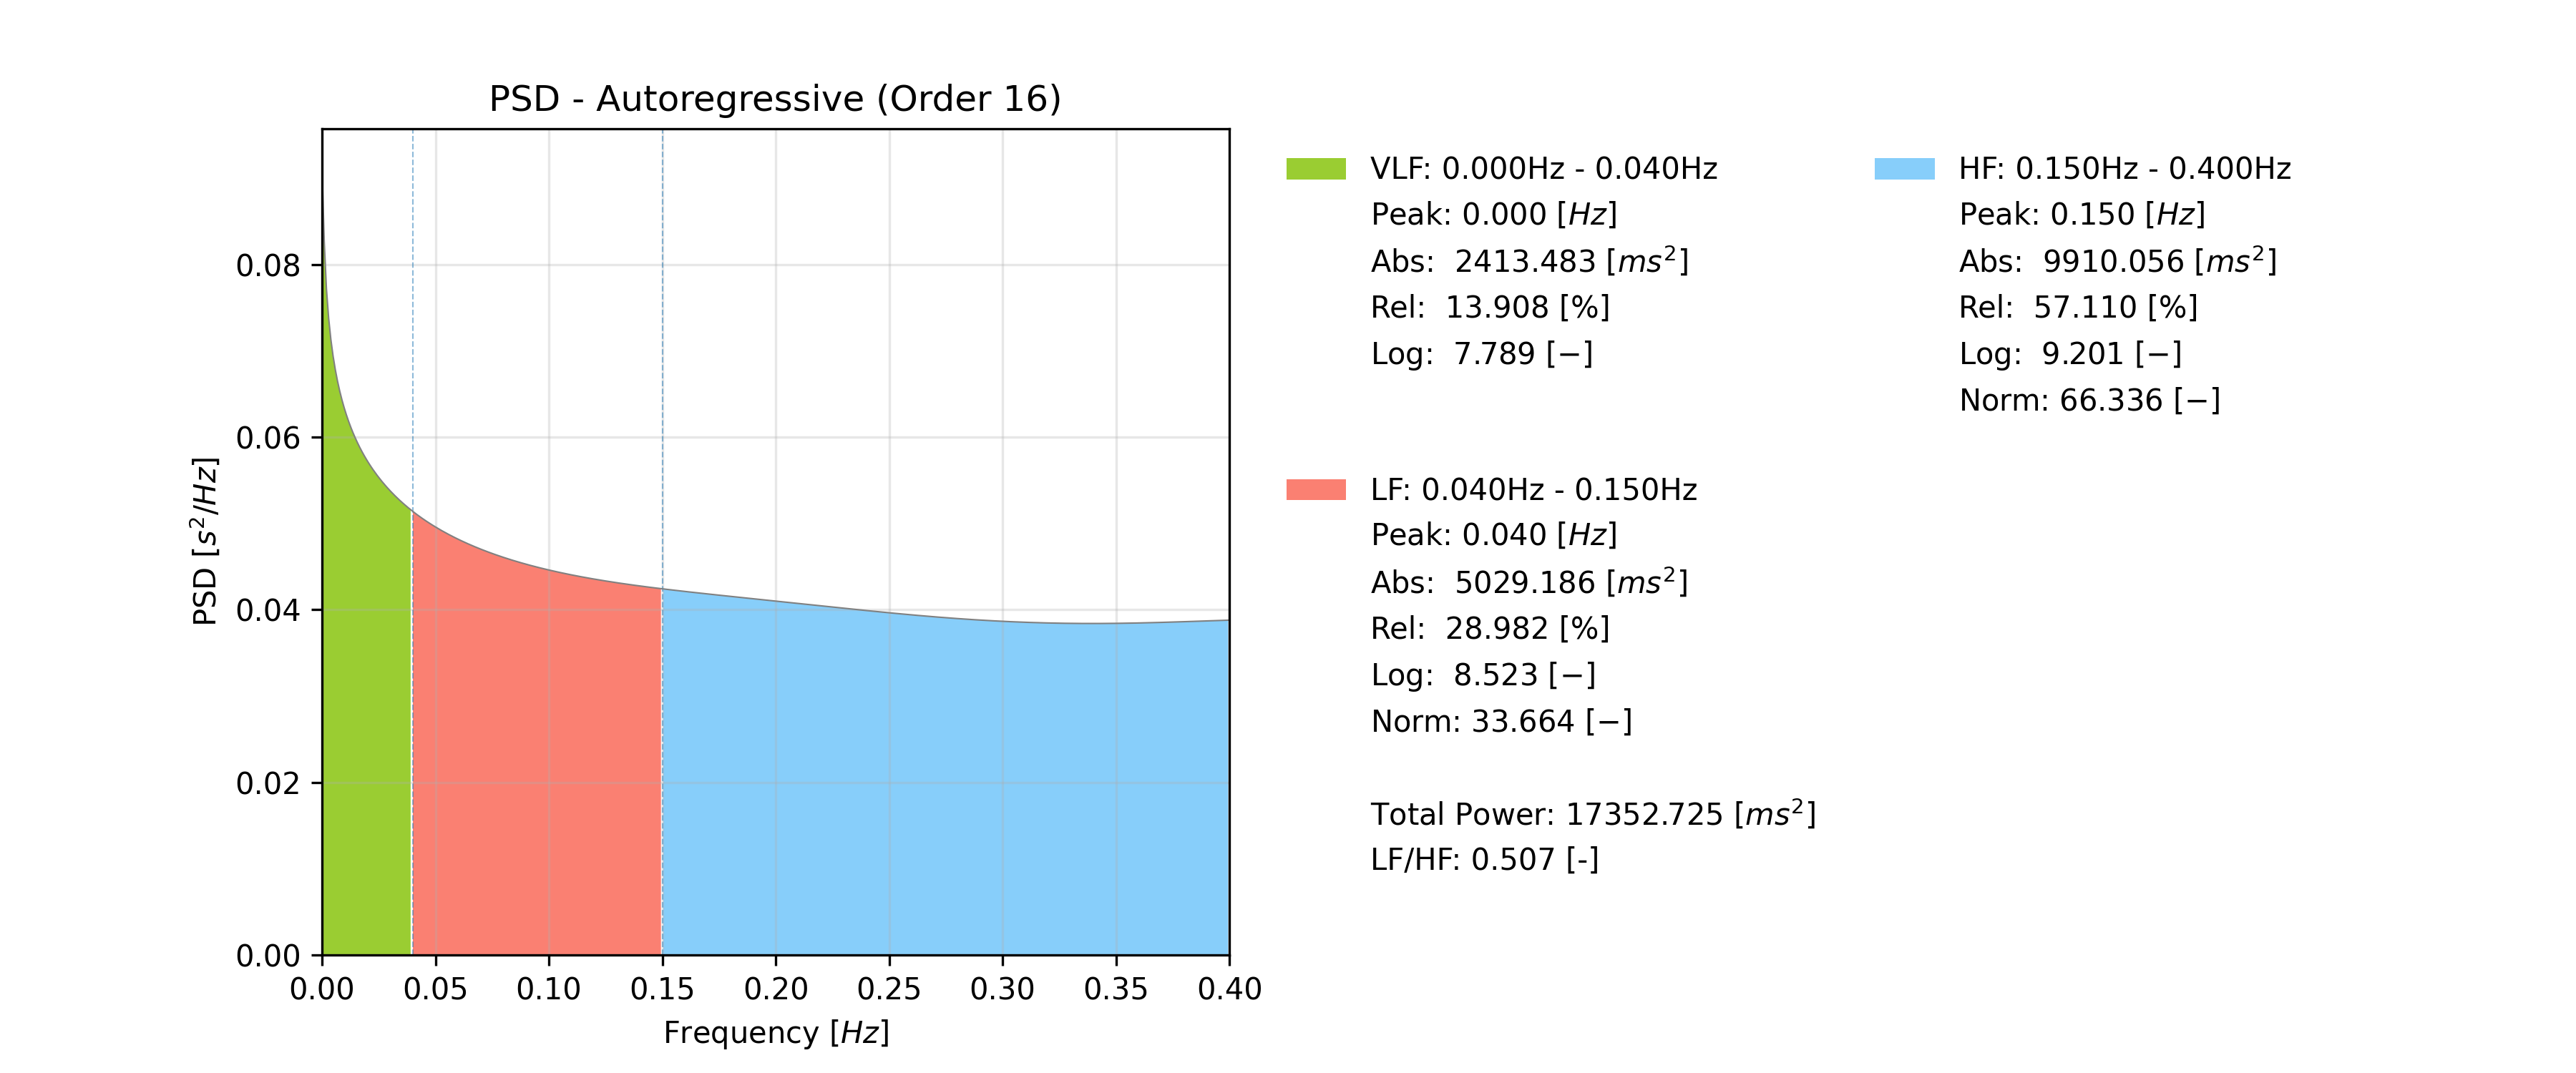 PSD - Autoregressive (Order 16)
PSD [s²/Hz]
0.08
0.06
0.04
0.02
0.00
0.00 0.05 0.10 0.15 0.20 0.25 0.30 0.35 0.40
Frequency [Hz]
VLF: 0.000Hz - 0.040Hz
Peak: 0.000 [Hz]
Abs: 2413.483 [ms²]
Rel: 13.908 [%]
Log: 7.789 [−]
LF: 0.040Hz - 0.150Hz
Peak: 0.040 [Hz]
Abs: 5029.186 [ms²]
Rel: 28.982 [%]
Log: 8.523 [−]
Norm: 33.664 [−]
Total Power: 17352.725 [ms²]
LF/HF: 0.507 [-]
HF: 0.150Hz - 0.400Hz
Peak: 0.150 [Hz]
Abs: 9910.056 [ms²]
Rel: 57.110 [%]
Log: 9.201 [−]
Norm: 66.336 [−]